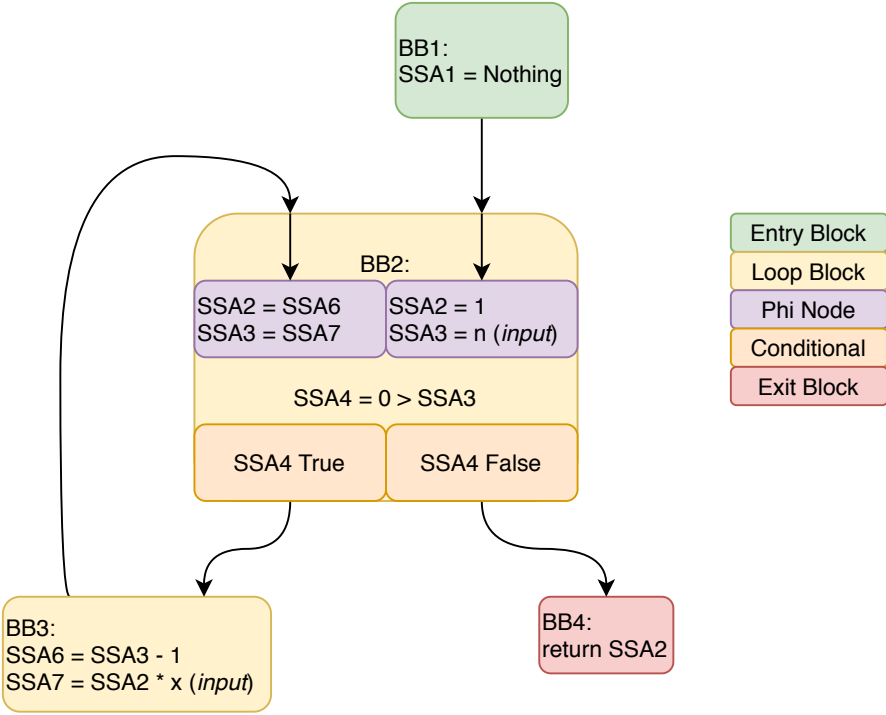 BB1:
SSA1 = Nothing
BB2:
SSA2 = SSA6
SSA3 = SSA7
SSA2 = 1
SSA3 = n (input)
SSA4 = 0 > SSA3
SSA4 True
SSA4 False
BB3:
SSA6 = SSA3 - 1
SSA7 = SSA2 * x (input)
BB4:
return SSA2
Entry Block
Loop Block
Phi Node
Conditional
Exit Block